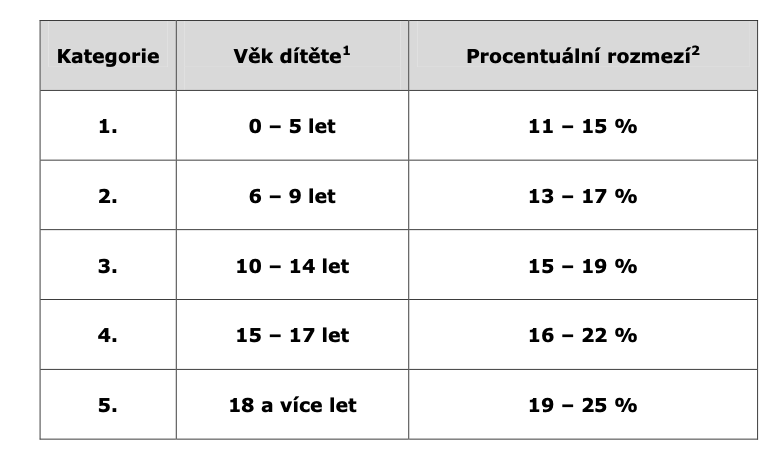 Kategorie Věk dítěte¹ Procentuální rozmezí²
1. 0 – 5 let 11 – 15 %
2. 6 – 9 let 13 – 17 %
3. 10 – 14 let 15 – 19 %
4. 15 – 17 let 16 – 22 %
5. 18 a více let 19 – 25 %